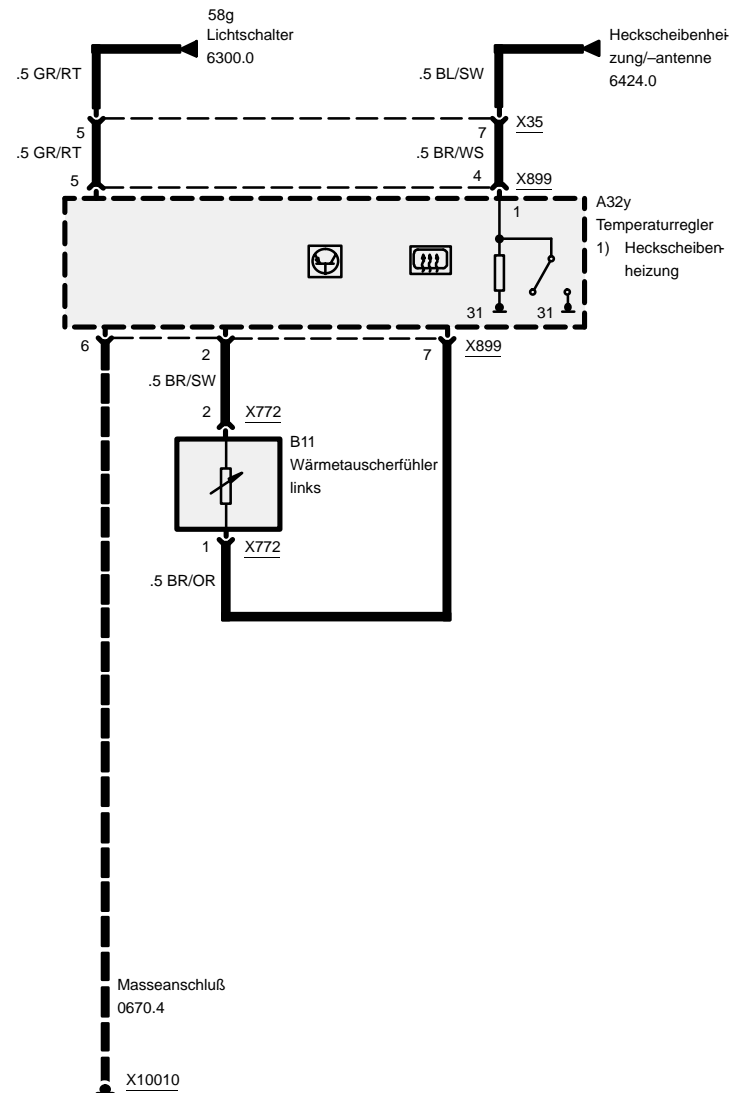 58g
Lichtschalter
6300.0
Heckscheibenhei-
zung/–antenne
6424.0
.5 GR/RT
.5 BL/SW
5
7
X35
.5 GR/RT
.5 BR/WS
5
4
X899
1
A32y
Temperaturregler
1) Heckscheiben-
heizung
31
31
6
2
7
X899
.5 BR/SW
2
X772
B11
Wärmetauscherfühler
links
1
X772
.5 BR/OR
Masseanschluß
0670.4
X10010